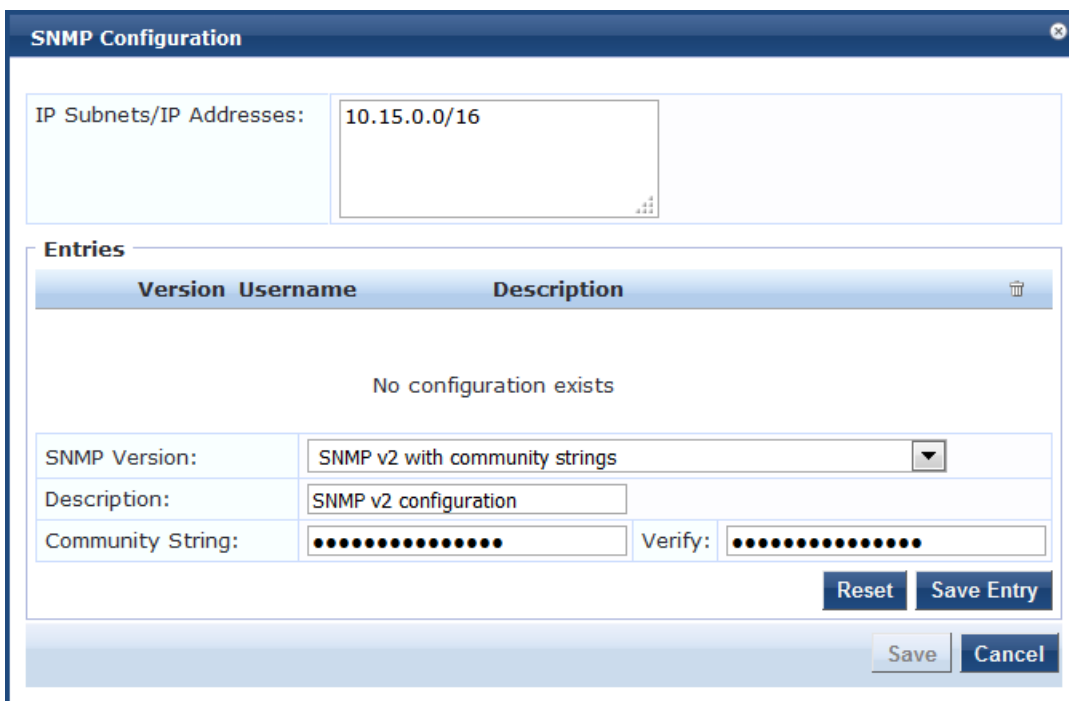 SNMP Configuration
IP Subnets/IP Addresses:
10.15.0.0/16
Entries
Version Username Description
No configuration exists
SNMP Version: SNMP v2 with community strings
Description: SNMP v2 configuration
Community String: ●●●●●●●●●●●●●●● Verify: ●●●●●●●●●●●●●●●
Reset Save Entry
Save Cancel